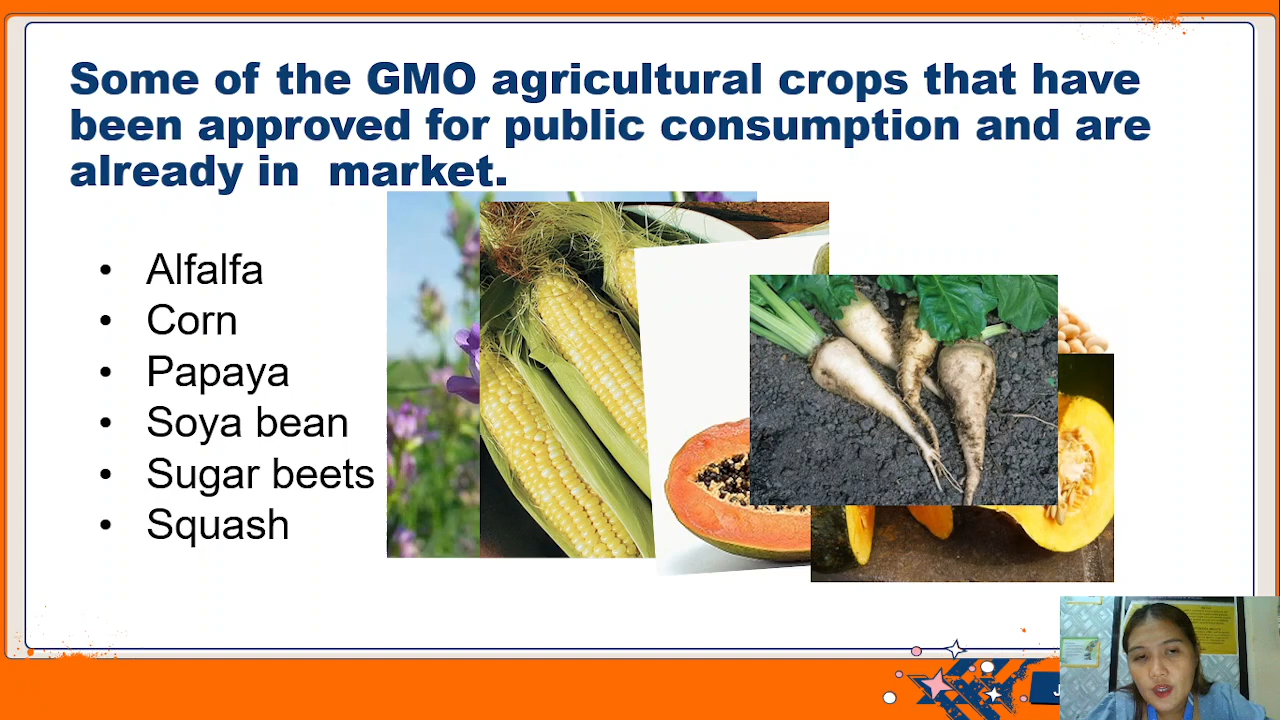 Some of the GMO agricultural crops that have
been approved for public consumption and are
already in  market.
• Alfalfa
• Corn
• Papaya
• Soya bean
• Sugar beets
• Squash